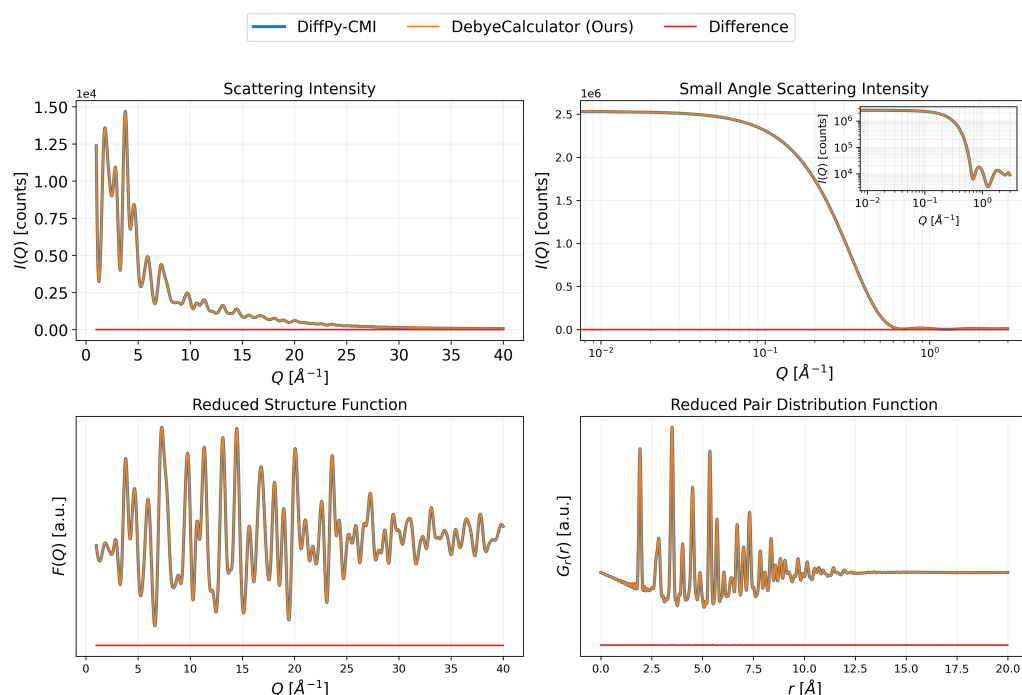 DiffPy-CMI DebyeCalculator (Ours) Difference
Scattering Intensity
1e4
1.50
1.25
1.00
0.75
0.50
0.25
0.00
I(Q) [counts]
0 5 10 15 20 25 30 35 40
Q [Å⁻¹]
Small Angle Scattering Intensity
1e6
2.5
2.0
1.5
1.0
0.5
0.0
I(Q) [counts]
10⁻² 10⁻¹ 10⁰
Q [Å⁻¹]
10⁶
10⁵
10⁴
I(Q) [counts]
10⁻² 10⁻¹ 10⁰
Q [Å⁻¹]
Reduced Structure Function
F(Q) [a.u.]
0 5 10 15 20 25 30 35 40
Q [Å⁻¹]
Reduced Pair Distribution Function
Gᵣ(r) [a.u.]
0.0 2.5 5.0 7.5 10.0 12.5 15.0 17.5 20.0
r [Å]